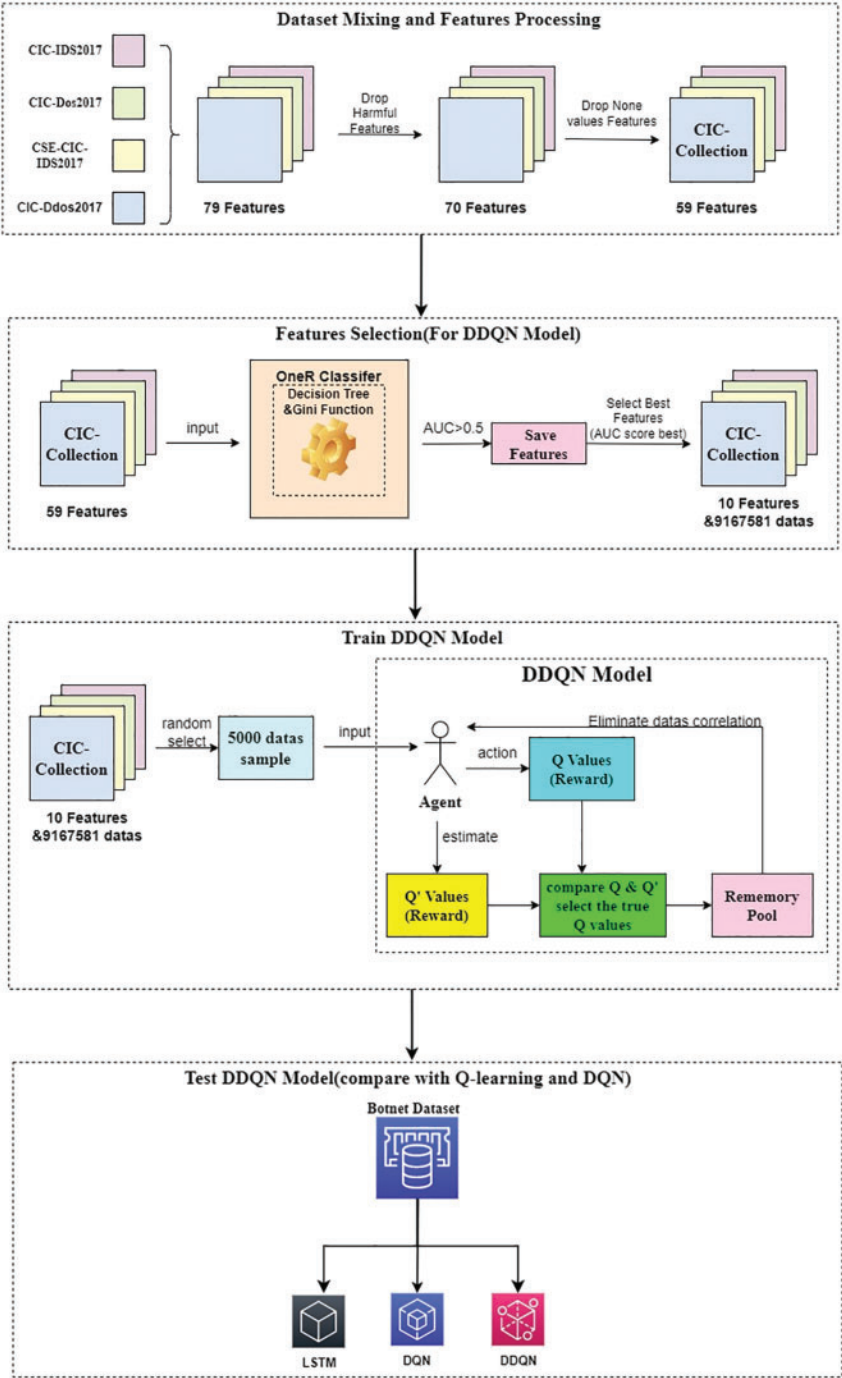 Dataset Mixing and Features Processing
CIC-IDS2017
CIC-Dos2017
CSE-CIC-
IDS2017
CIC-Ddos2017
79 Features
Drop
Harmful
Features
70 Features
Drop None
values Features
CIC-
Collection
59 Features
Features Selection(For DDQN Model)
CIC-
Collection
59 Features
input
OneR Classifer
Decision Tree
&Gini Function
AUC>0.5
Save
Features
Select Best
Features
(AUC score best)
CIC-
Collection
10 Features
&9167581 datas
Train DDQN Model
CIC-
Collection
10 Features
&9167581 datas
random
select
5000 datas
sample
input
DDQN Model
Eliminate datas correlation
Agent
action
Q Values
(Reward)
estimate
Q' Values
(Reward)
compare Q & Q'
select the true
Q values
Rememory
Pool
Test DDQN Model(compare with Q-learning and DQN)
Botnet Dataset
LSTM
DQN
DDQN